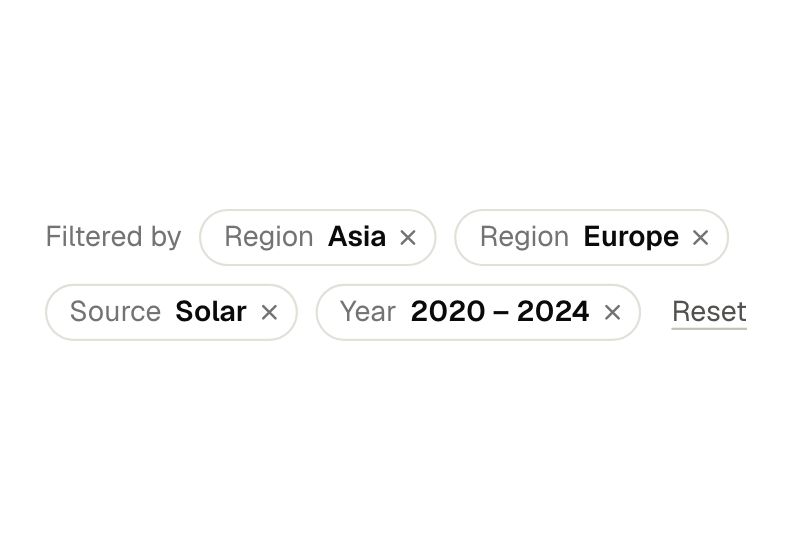 Filtered by Region Asia × Region Europe ×
Source Solar × Year 2020 – 2024 × Reset